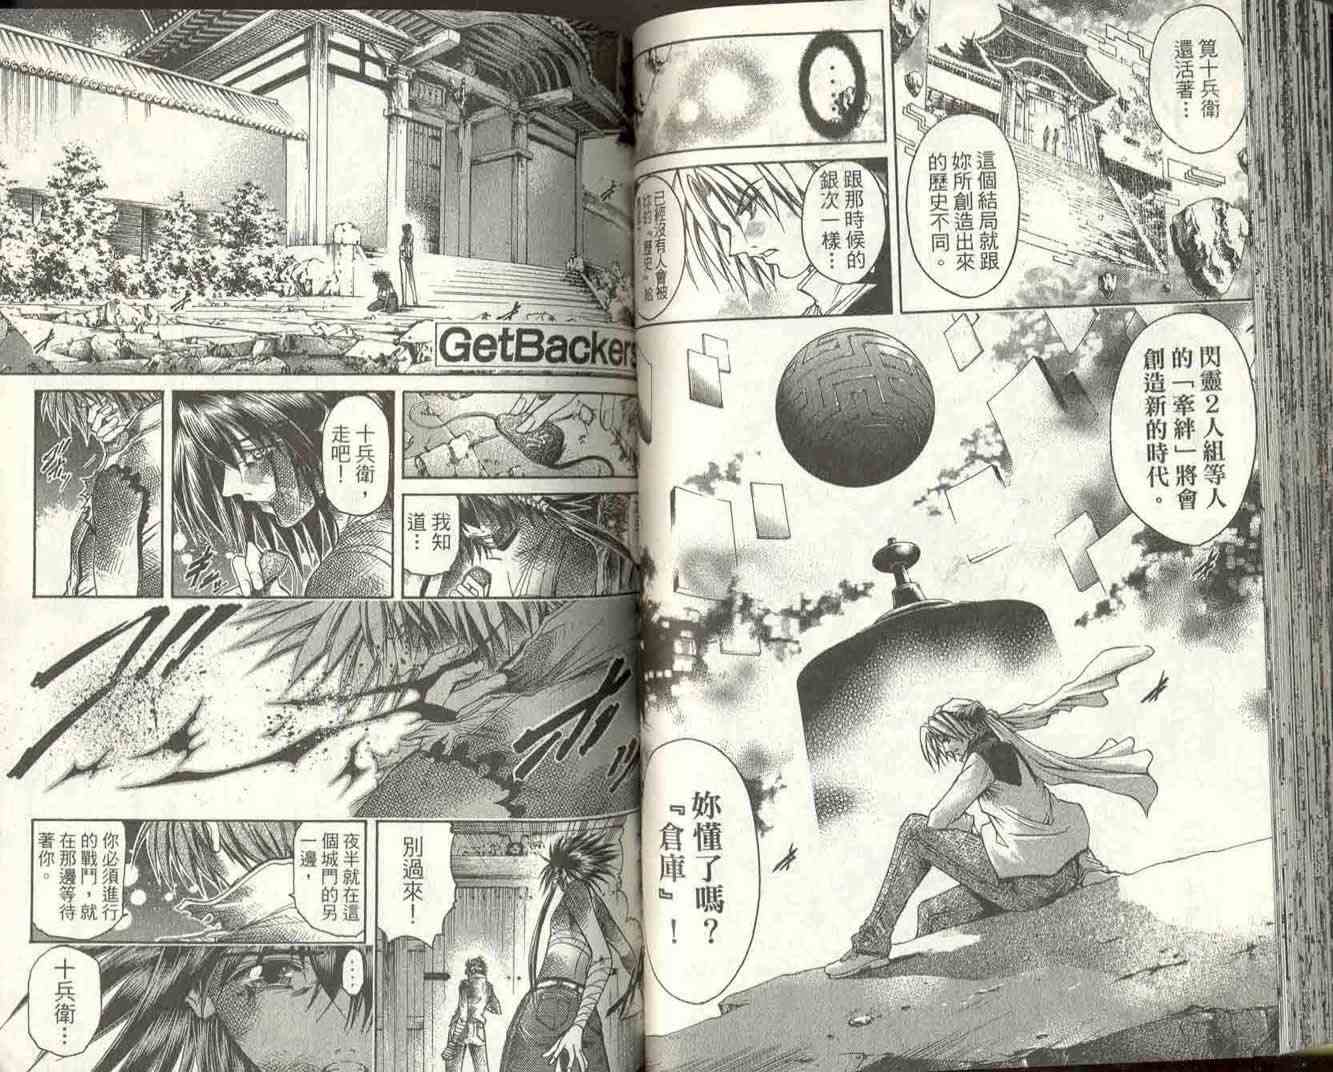 筧十兵衛
還活著…
這個結局就跟
妳所創造出來
的歷史不同。
…
跟那時候的
銀次一樣…
已經沒有人會被
妳的『歷史』給
閃靈2人組等人
的「牽絆」將會
創造新的時代。
妳懂了嗎?
『倉庫』!
GetBackers
十兵衛,
走吧!
我知
道…
別過來!
夜半就在這
個城門的另
一邊,
你必須進行
的戰鬥,就
在那邊等待
著你。
……
十兵衛…